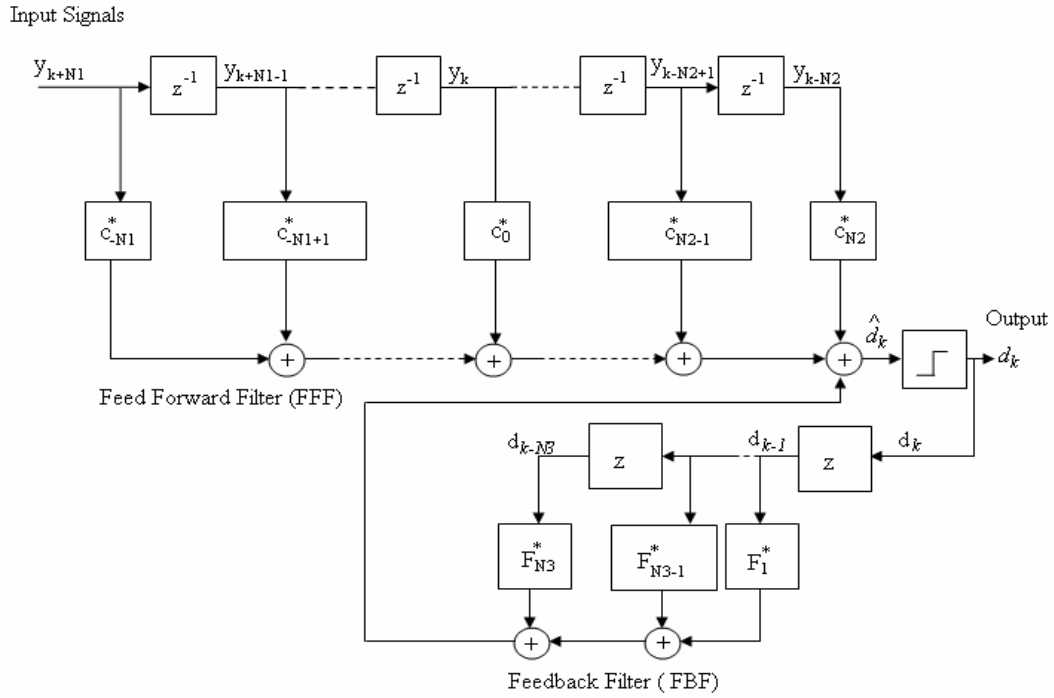 Input Signals
y_{k+N1} z^{-1} y_{k+N1-1} z^{-1} y_k z^{-1} y_{k-N2+1} z^{-1} y_{k-N2}
c^*_{-N1} c^*_{-N1+1} c^*_0 c^*_{N2-1} c^*_{N2}
+ + + + \hat{d}_k Output d_k
Feed Forward Filter (FFF)
d_{k-N3} z d_{k-1} z d_k
F^*_{N3} F^*_{N3-1} F^*_1
+ +
Feedback Filter ( FBF)